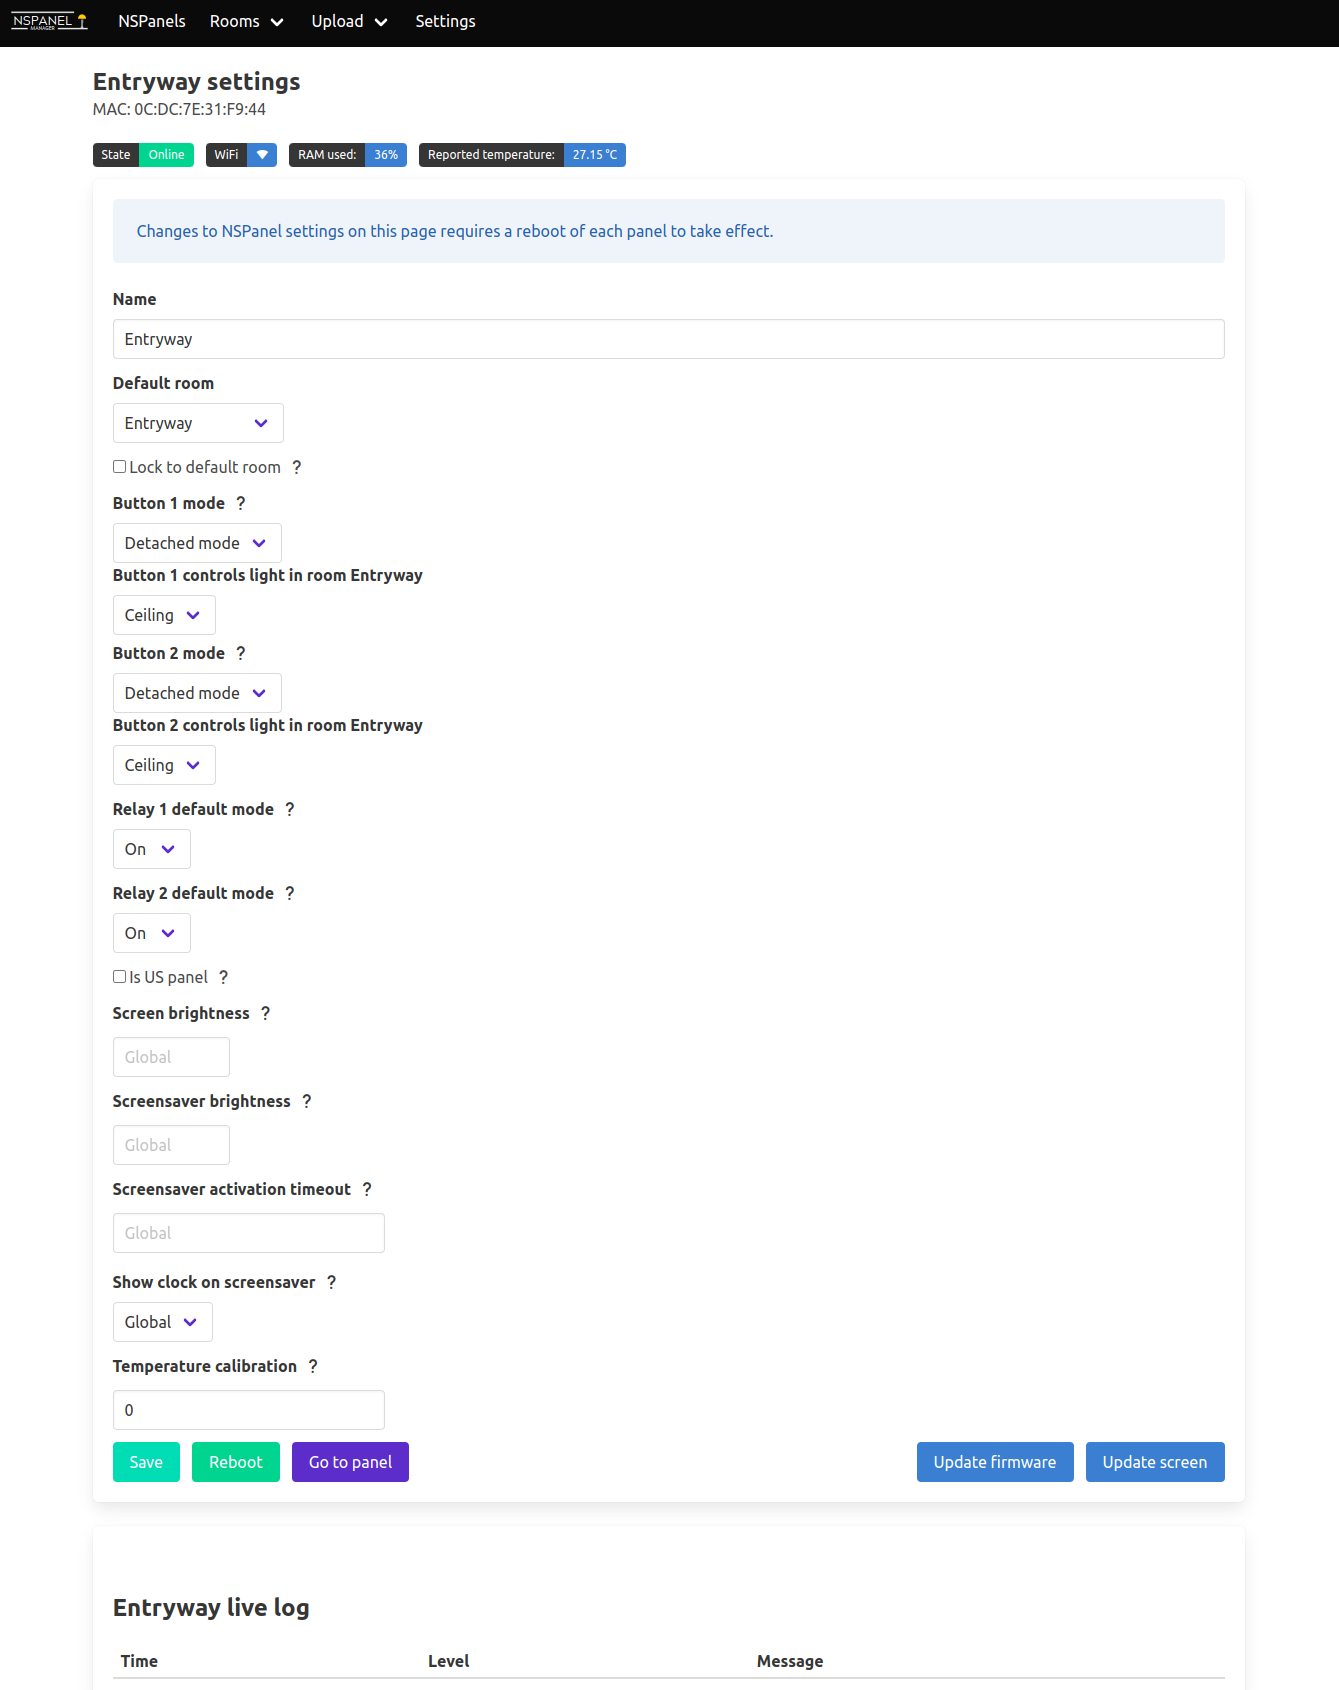 NSPANEL
MANAGER
NSPanels
Rooms
Upload
Settings
Entryway settings
MAC: 0C:DC:7E:31:F9:44
State Online
WiFi
RAM used: 36%
Reported temperature: 27.15 °C
Changes to NSPanel settings on this page requires a reboot of each panel to take effect.
Name
Entryway
Default room
Entryway
Lock to default room ?
Button 1 mode ?
Detached mode
Button 1 controls light in room Entryway
Ceiling
Button 2 mode ?
Detached mode
Button 2 controls light in room Entryway
Ceiling
Relay 1 default mode ?
On
Relay 2 default mode ?
On
Is US panel ?
Screen brightness ?
Global
Screensaver brightness ?
Global
Screensaver activation timeout ?
Global
Show clock on screensaver ?
Global
Temperature calibration ?
0
Save
Reboot
Go to panel
Update firmware
Update screen
Entryway live log
Time
Level
Message